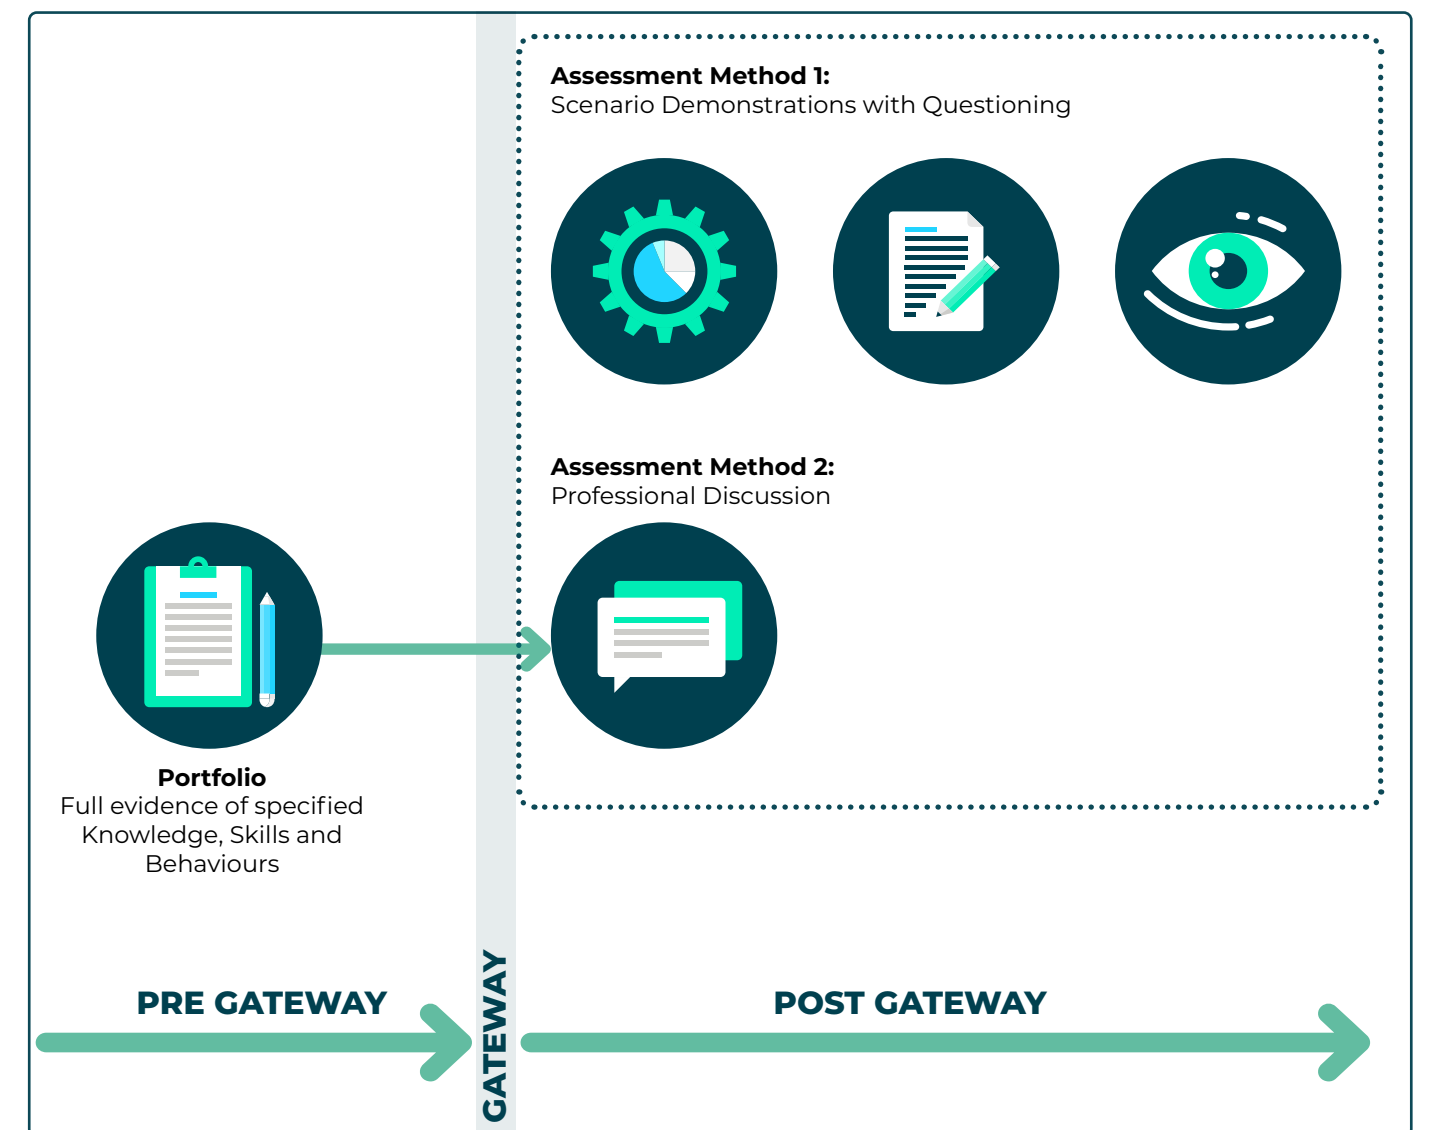 Assessment Method 1:
Scenario Demonstrations with Questioning
Assessment Method 2:
Professional Discussion
Portfolio
Full evidence of specified
Knowledge, Skills and
Behaviours
PRE GATEWAY
GATEWAY
POST GATEWAY